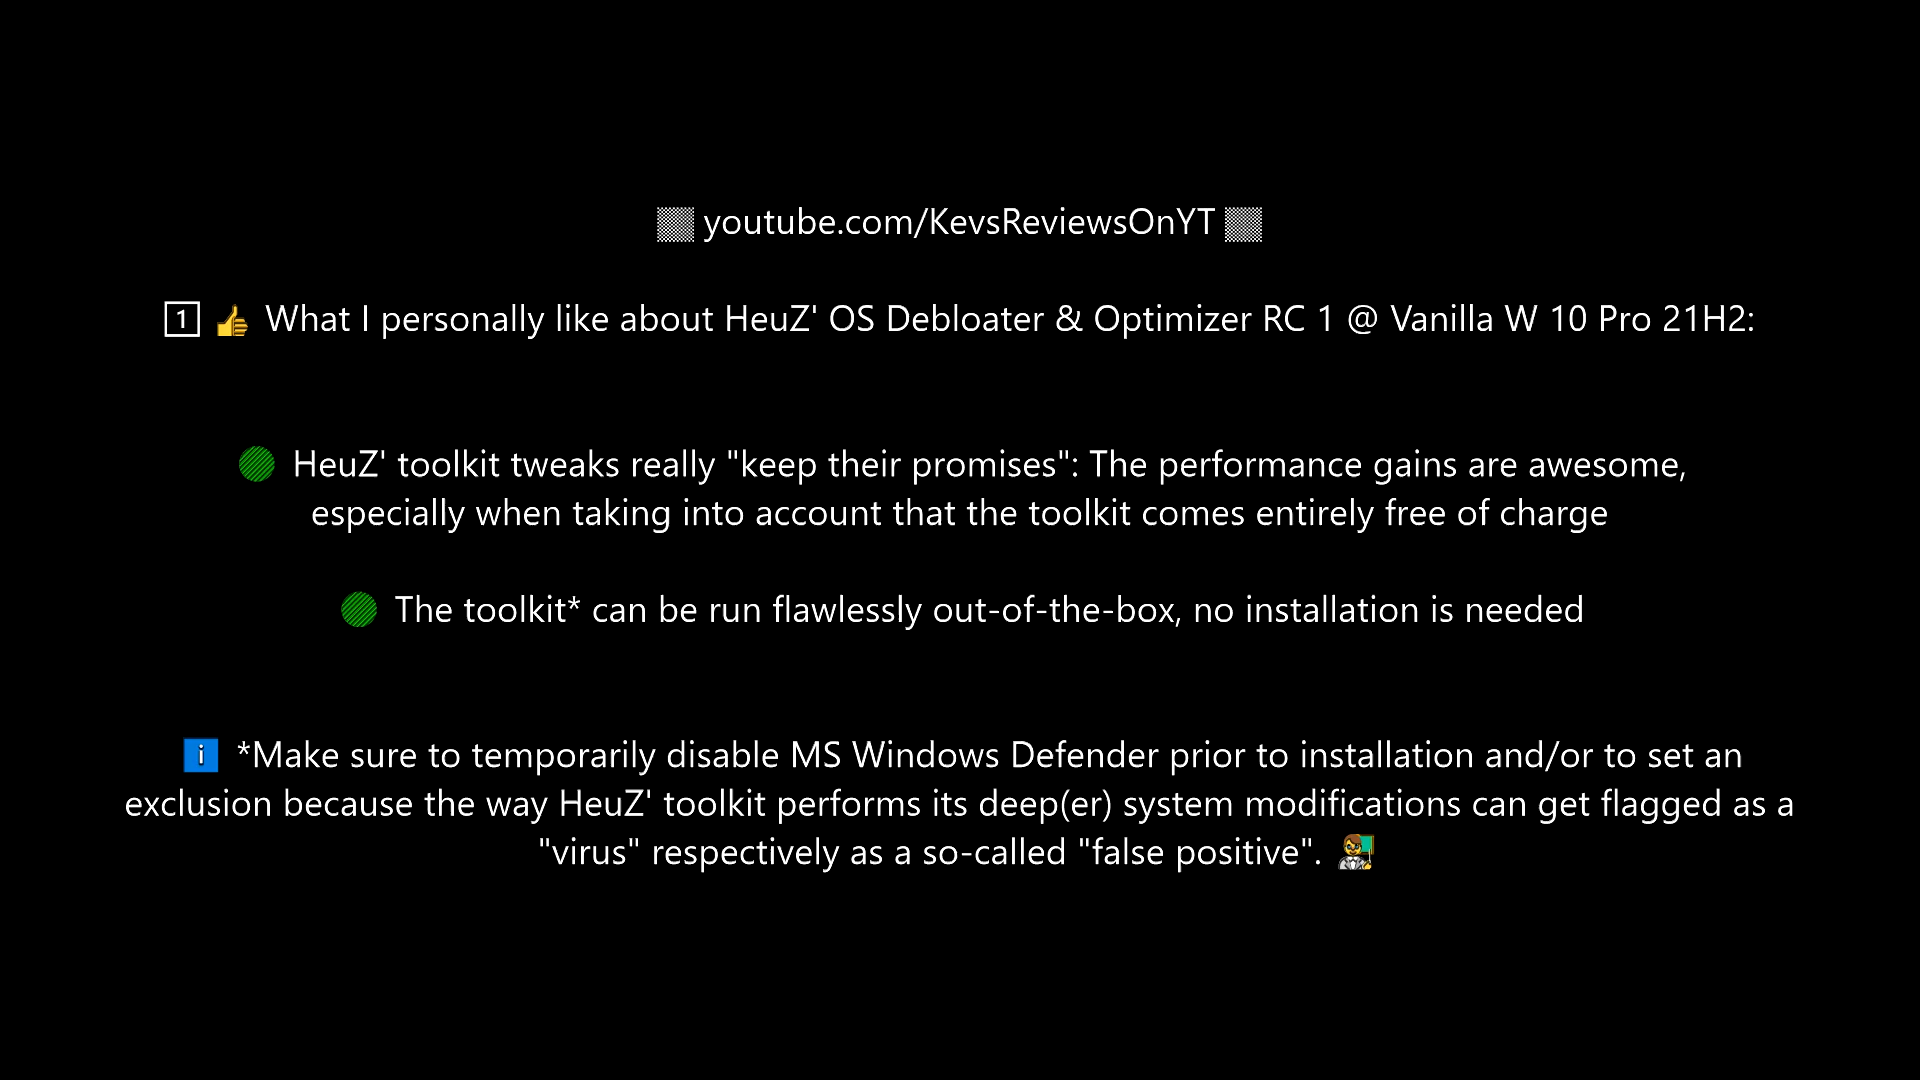 ▒▒ youtube.com/KevsReviewsOnYT ▒▒
1️⃣ 👍 What I personally like about HeuZ' OS Debloater & Optimizer RC 1 @ Vanilla W 10 Pro 21H2:
🟢 HeuZ' toolkit tweaks really "keep their promises": The performance gains are awesome,
especially when taking into account that the toolkit comes entirely free of charge
🟢 The toolkit* can be run flawlessly out-of-the-box, no installation is needed
ℹ️ *Make sure to temporarily disable MS Windows Defender prior to installation and/or to set an
exclusion because the way HeuZ' toolkit performs its deep(er) system modifications can get flagged as a
"virus" respectively as a so-called "false positive". 👨‍🏫